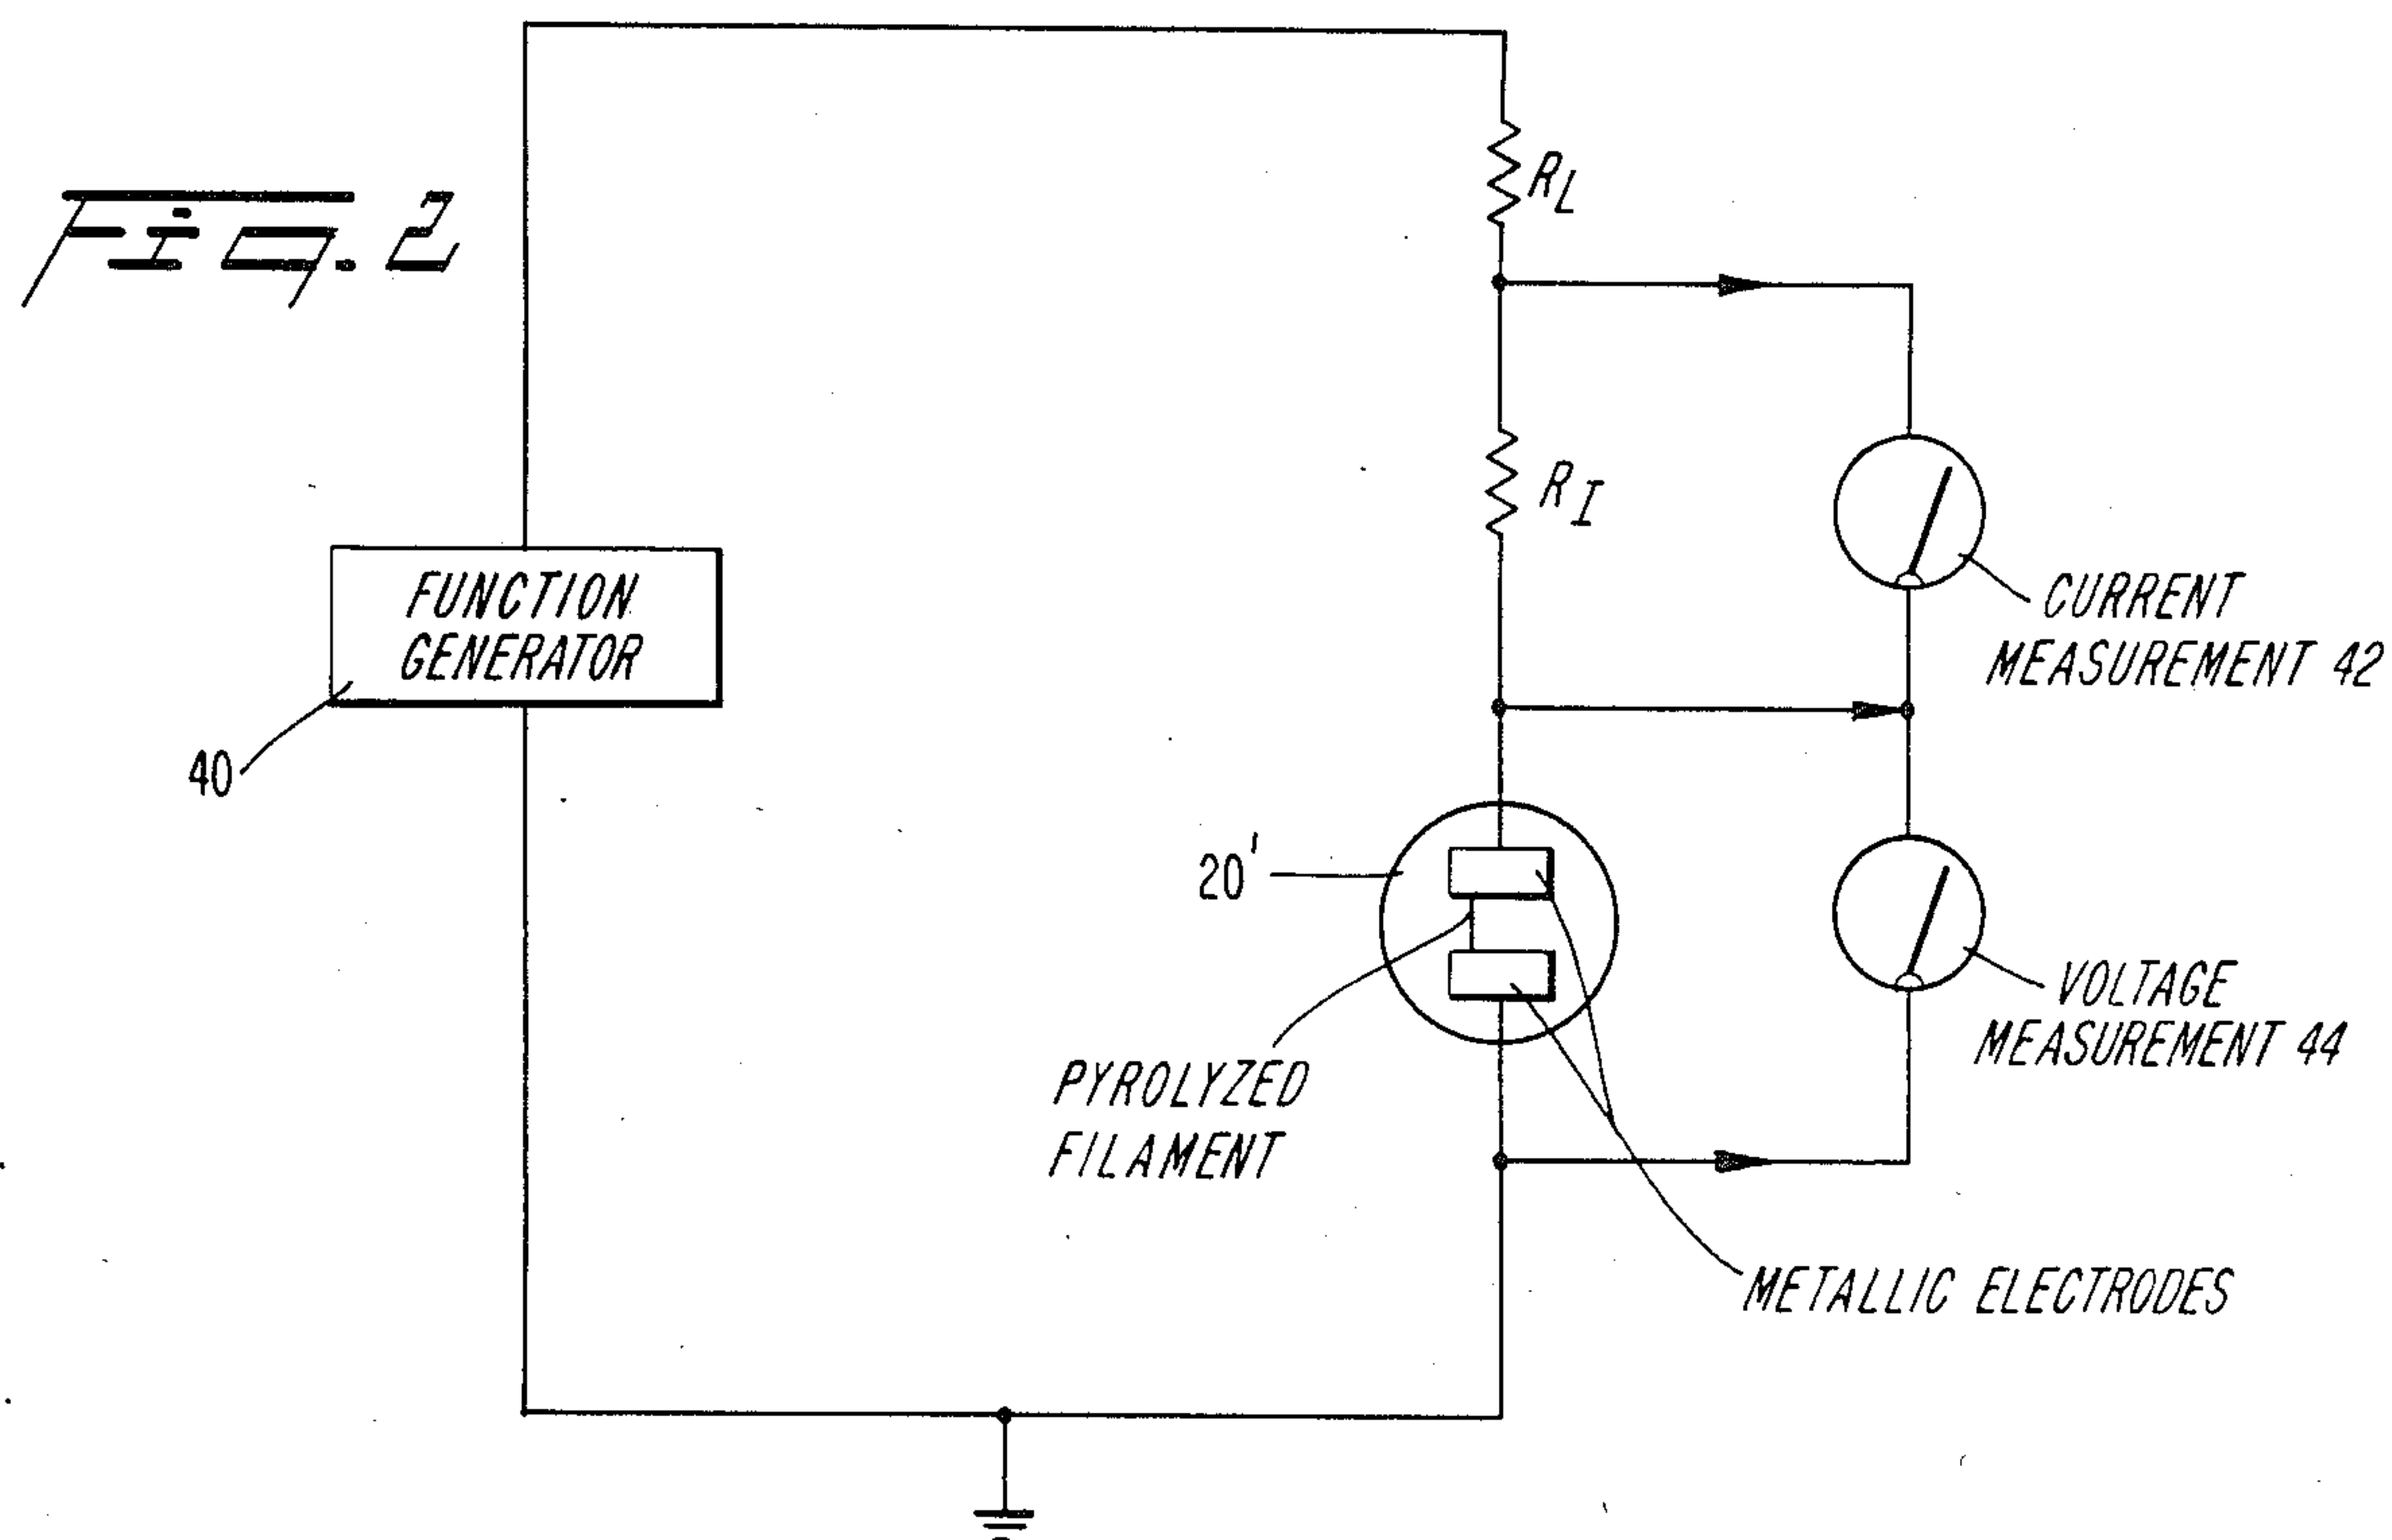 Fig. 2
R_L
R_I
FUNCTION
GENERATOR
40
CURRENT
MEASUREMENT 42
20'
VOLTAGE
MEASUREMENT 44
PYROLYZED
FILAMENT
METALLIC ELECTRODES